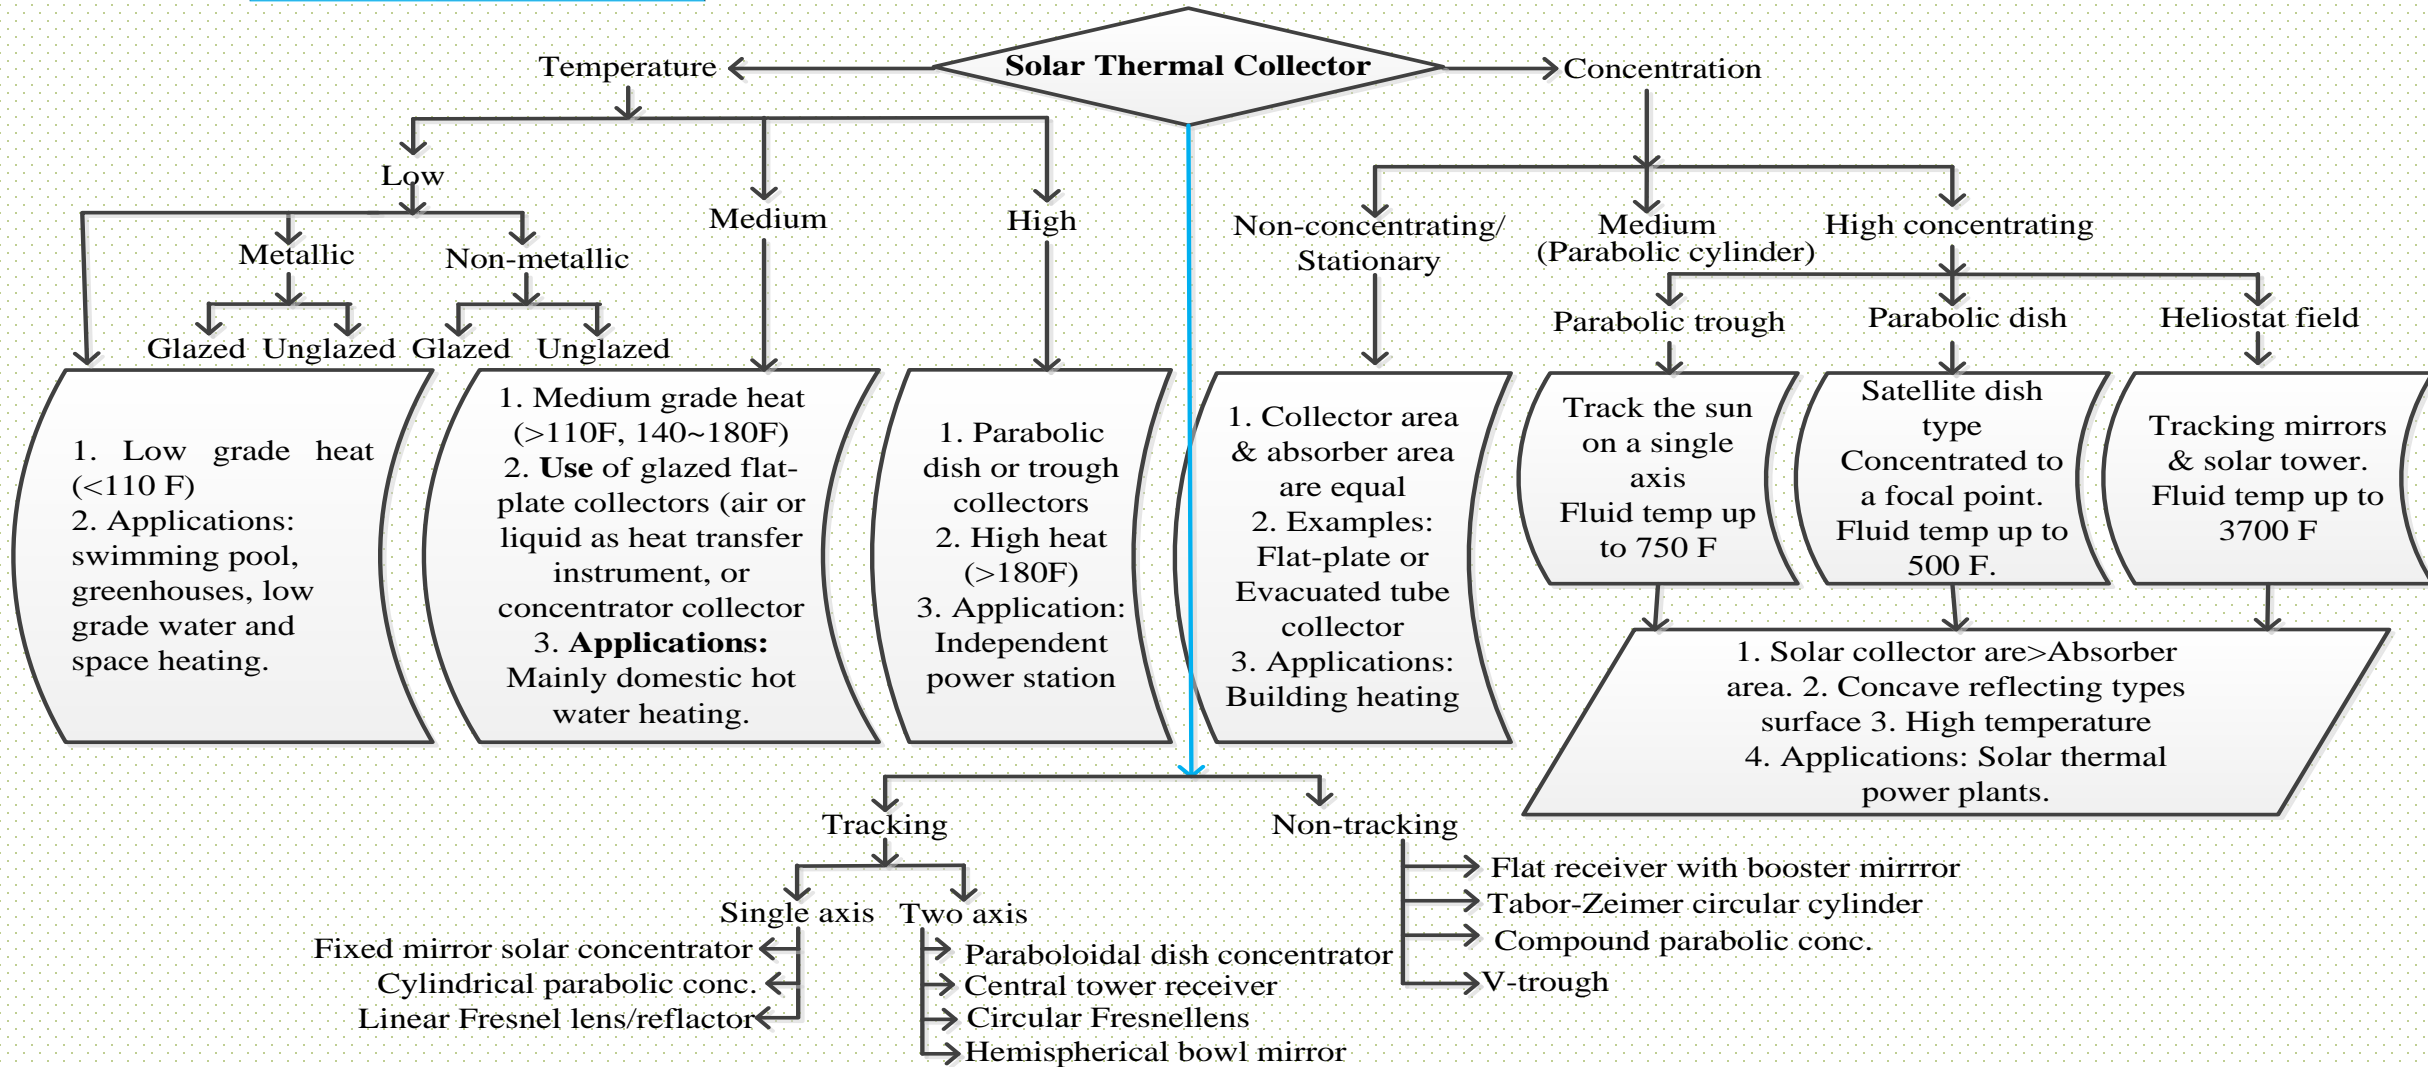 Solar Thermal Collector
Temperature
Concentration
Low
Medium
High
Metallic
Non-metallic
Glazed
Unglazed
Glazed
Unglazed
1. Low grade heat
(<110 F)
2. Applications:
swimming pool,
greenhouses, low
grade water and
space heating.
1. Medium grade heat
(>110F, 140~180F)
2. Use of glazed flat-
plate collectors (air or
liquid as heat transfer
instrument, or
concentrator collector
3. Applications:
Mainly domestic hot
water heating.
1. Parabolic
dish or trough
collectors
2. High heat
(>180F)
3. Application:
Independent
power station
Non-concentrating/
Stationary
Medium
(Parabolic cylinder)
High concentrating
Parabolic trough
Parabolic dish
Heliostat field
1. Collector area
& absorber area
are equal
2. Examples:
Flat-plate or
Evacuated tube
collector
3. Applications:
Building heating
Track the sun
on a single
axis
Fluid temp up
to 750 F
Satellite dish
type
Concentrated to
a focal point.
Fluid temp up to
500 F.
Tracking mirrors
& solar tower.
Fluid temp up to
3700 F
1. Solar collector are>Absorber
area. 2. Concave reflecting types
surface 3. High temperature
4. Applications: Solar thermal
power plants.
Tracking
Non-tracking
Single axis
Two axis
Fixed mirror solar concentrator
Cylindrical parabolic conc.
Linear Fresnel lens/reflactor
Paraboloidal dish concentrator
Central tower receiver
Circular Fresnellens
Hemispherical bowl mirror
Flat receiver with booster mirrror
Tabor-Zeimer circular cylinder
Compound parabolic conc.
V-trough